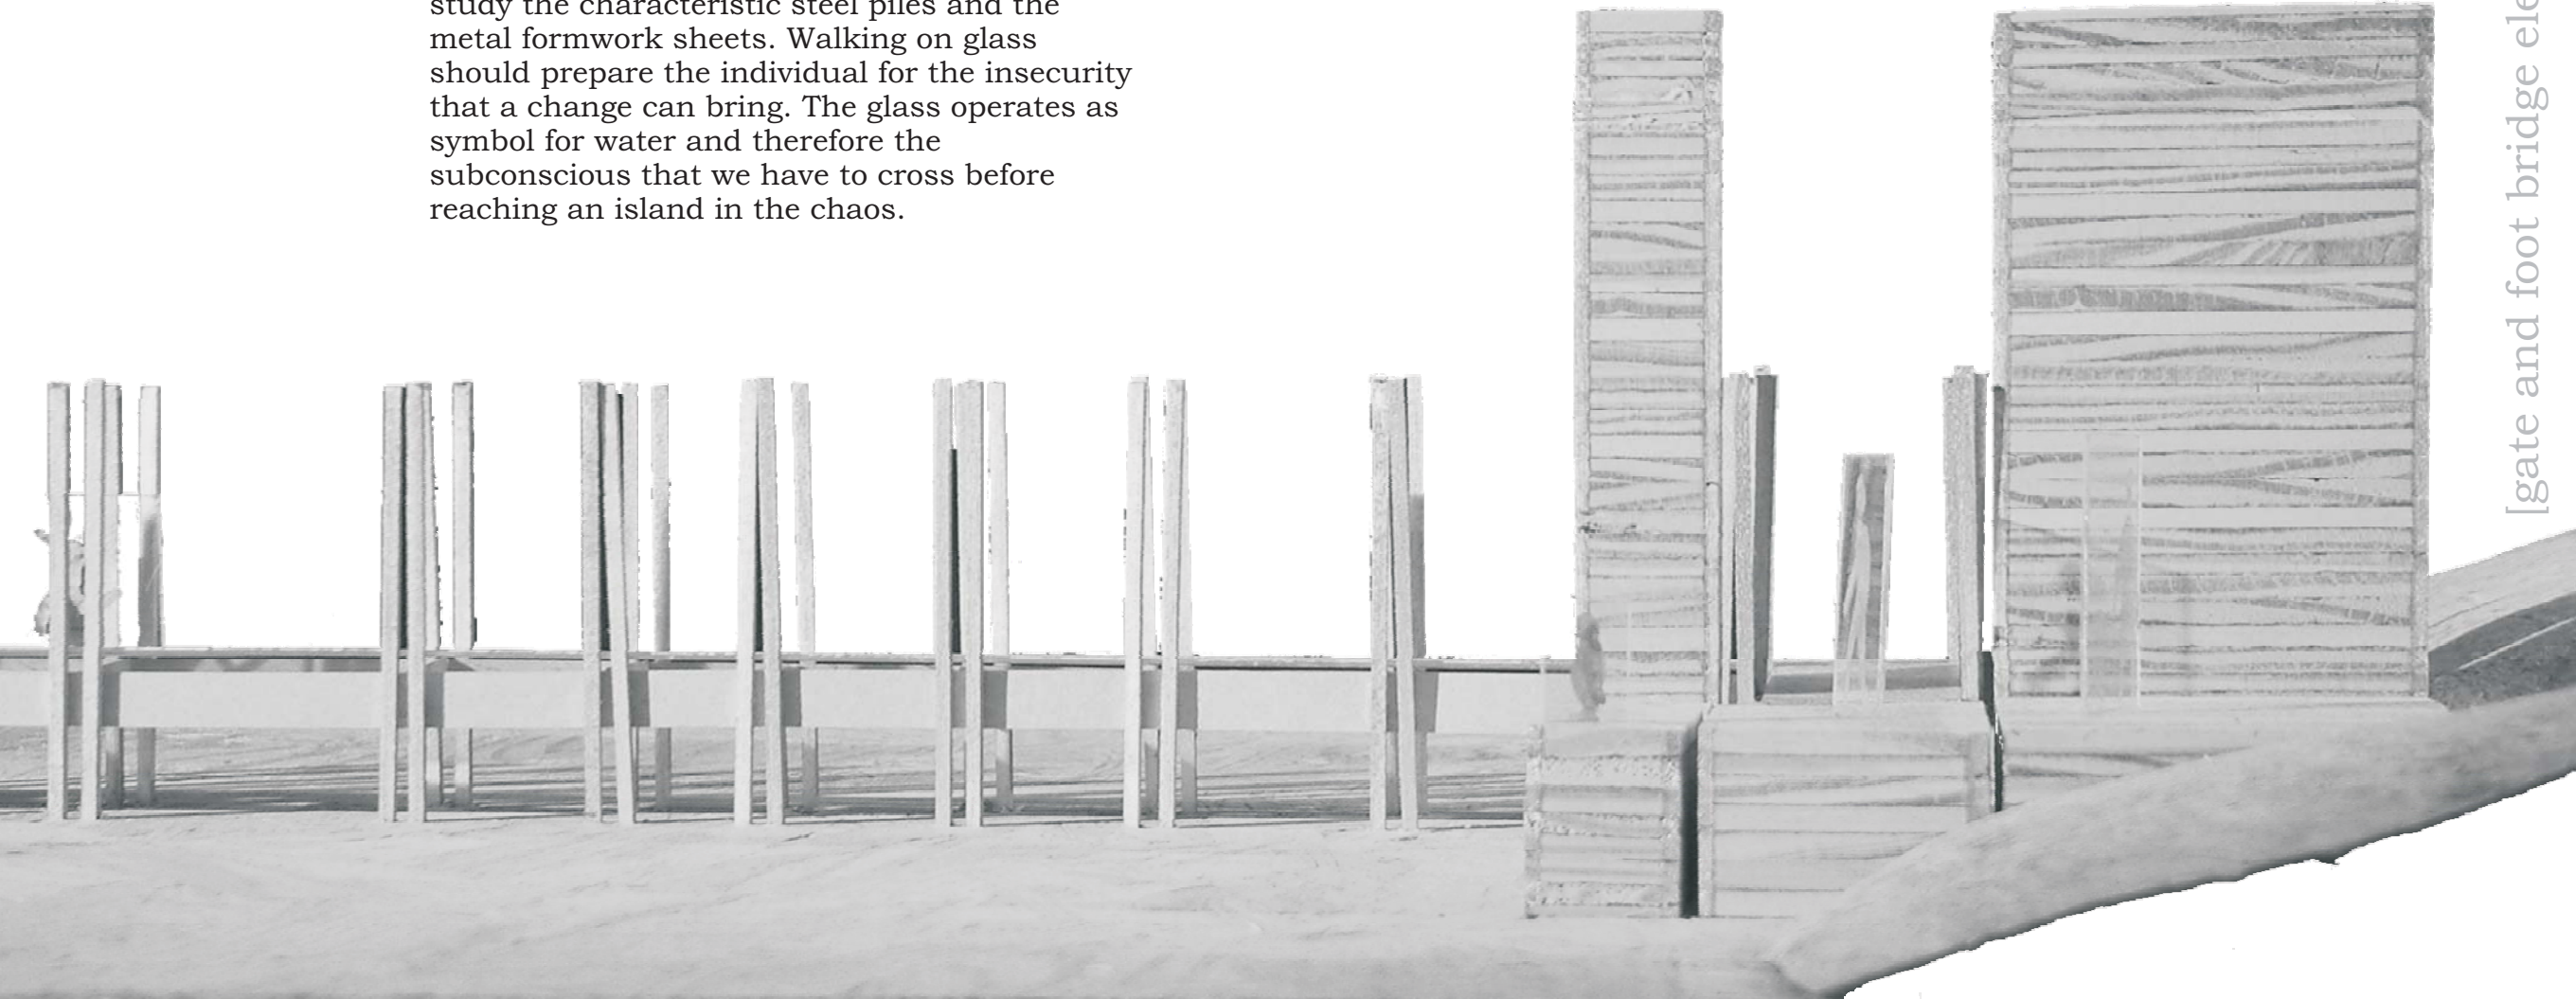 study the characteristic steel piles and the
metal formwork sheets. Walking on glass
should prepare the individual for the insecurity
that a change can bring. The glass operates as
symbol for water and therefore the
subconscious that we have to cross before
reaching an island in the chaos.
[gate and foot bridge ele